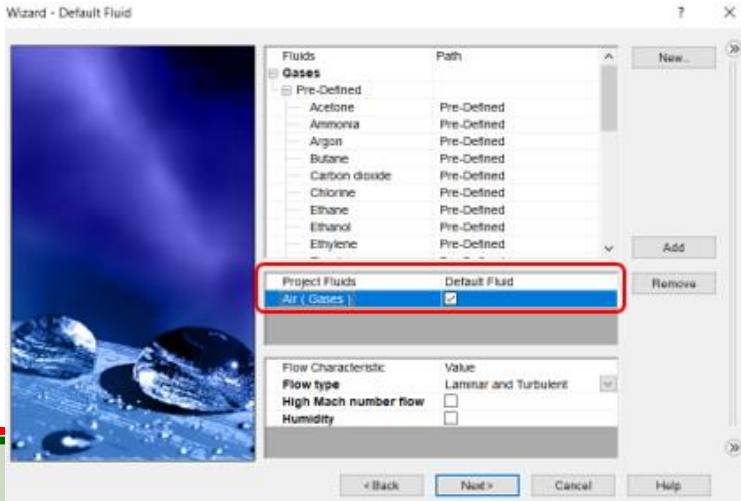 Wizard - Default Fluid ?
Fluids Path New...
Gases
Pre-Defined
Acetone Pre-Defined
Ammonia Pre-Defined
Argon Pre-Defined
Butane Pre-Defined
Carbon dioxide Pre-Defined
Chlorine Pre-Defined
Ethane Pre-Defined
Ethanol Pre-Defined
Ethylene Pre-Defined Add
Project Fluids Default Fluid Remove
Air ( Gases )
Flow Characteristic Value
Flow type Laminar and Turbulent
High Mach number flow
Humidity
< Back Next > Cancel Help